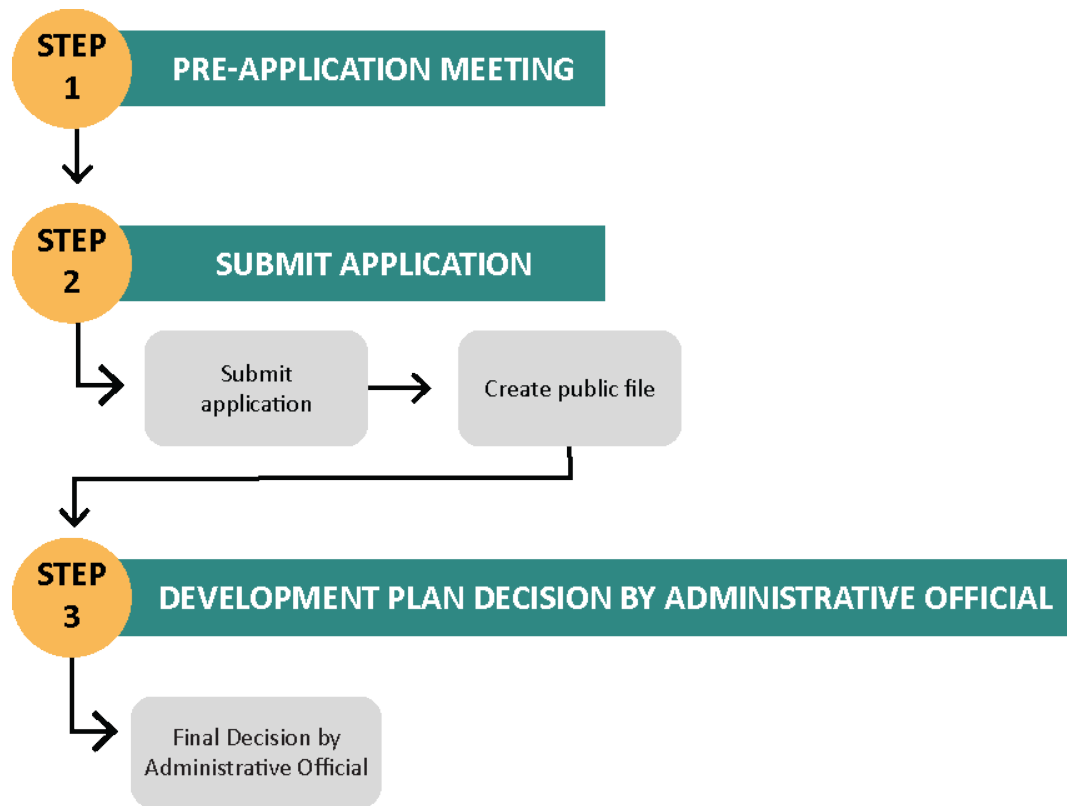 STEP
1
PRE-APPLICATION MEETING
STEP
2
SUBMIT APPLICATION
Submit
application
Create public file
STEP
3
DEVELOPMENT PLAN DECISION BY ADMINISTRATIVE OFFICIAL
Final Decision by
Administrative Official